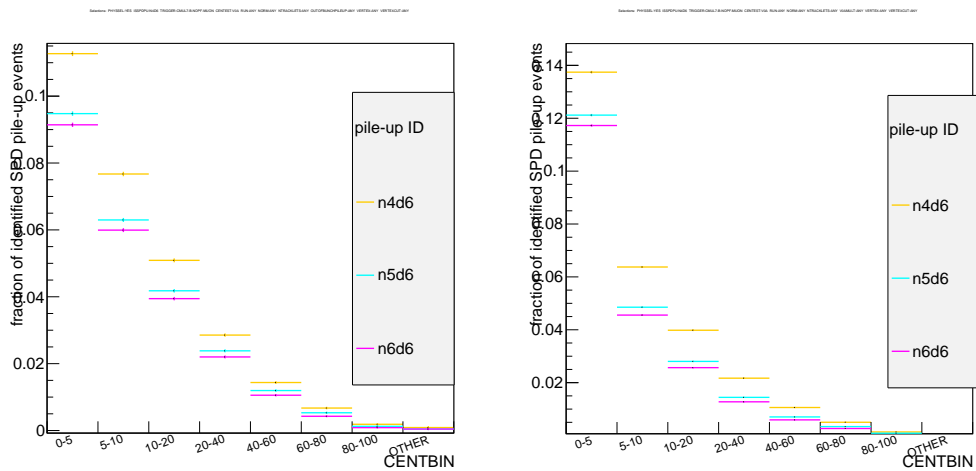 fraction of identified SPD pile-up events
0.1
0.08
0.06
0.04
0.02
0
pile-up ID
n4d6
n5d6
n6d6
0-5
5-10
10-20
20-40
40-60
60-80
80-100
OTHER
CENTBIN
fraction of identified SPD pile-up events
0.14
0.12
0.1
0.08
0.06
0.04
0.02
pile-up ID
n4d6
n5d6
n6d6
0-5
5-10
10-20
20-40
40-60
60-80
80-100
OTHER
CENTBIN